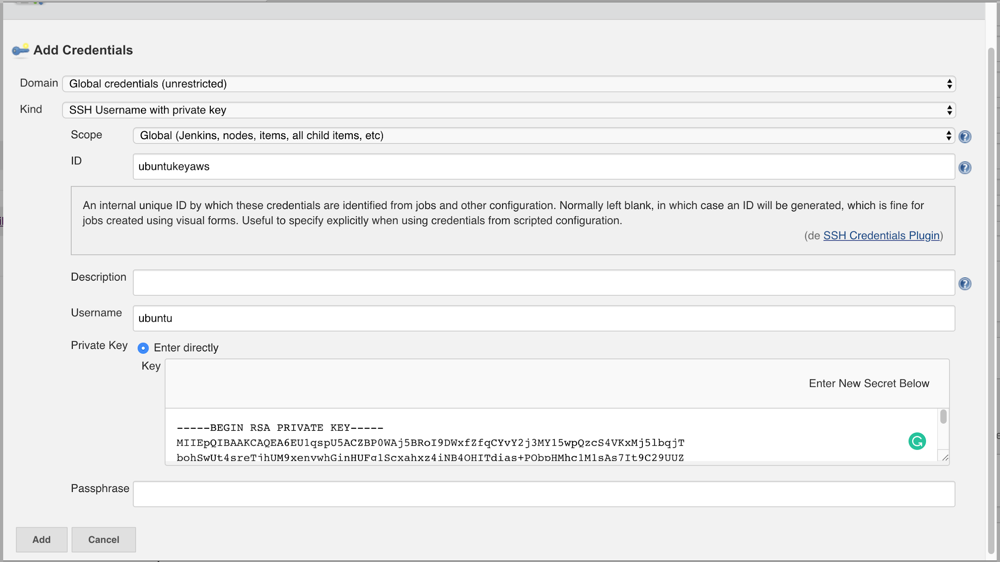 Add Credentials
Domain Global credentials (unrestricted)
Kind SSH Username with private key
Scope Global (Jenkins, nodes, items, all child items, etc)
ID ubuntukeyaws
An internal unique ID by which these credentials are identified from jobs and other configuration. Normally left blank, in which case an ID will be generated, which is fine for
jobs created using visual forms. Useful to specify explicitly when using credentials from scripted configuration.
(de SSH Credentials Plugin)
Description
Username ubuntu
Private Key Enter directly
Key
Enter New Secret Below
-----BEGIN RSA PRIVATE KEY-----
MIIEpQIBAAKCAQEA6EU1qspU5ACZBP0WAj5BRoI9DWxfZfqCYvY2j3MY15wpQzcS4VKxMj5lbqjT
Passphrase
Add Cancel